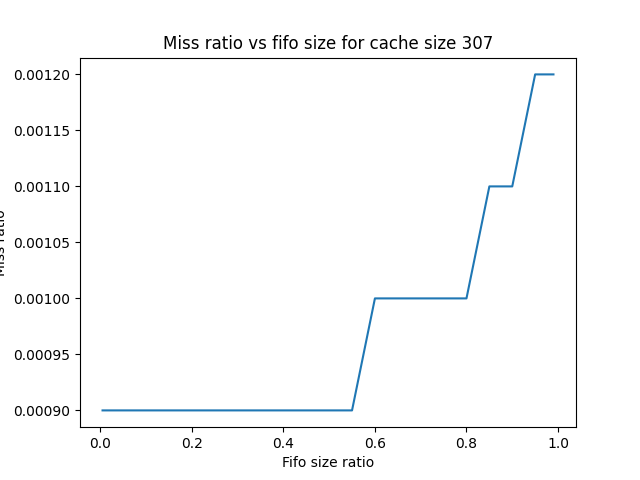 Miss ratio vs fifo size for cache size 307
0.00120
0.00115
0.00110
0.00105
0.00100
0.00095
0.00090
Miss ratio
0.0 0.2 0.4 0.6 0.8 1.0
Fifo size ratio